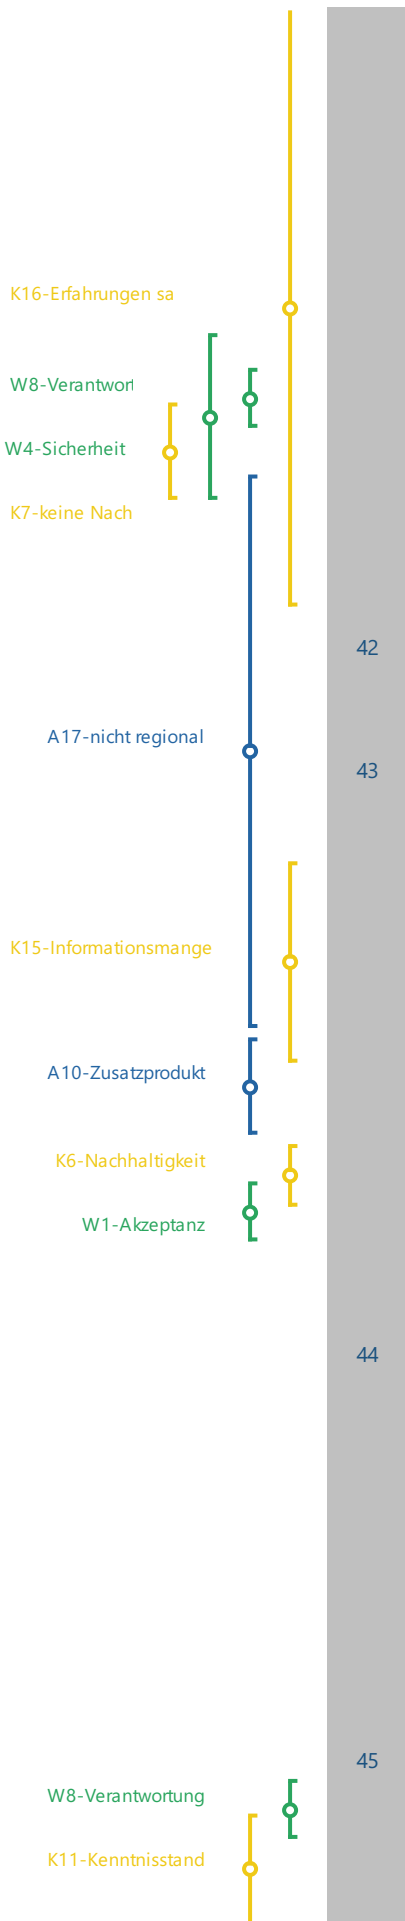 K16-Erfahrungen sa
W8-Verantwort
W4-Sicherheit
K7-keine Nach
42
A17-nicht regional
43
K15-Informationsmange
A10-Zusatzprodukt
K6-Nachhaltigkeit
W1-Akzeptanz
44
45
W8-Verantwortung
K11-Kenntnisstand